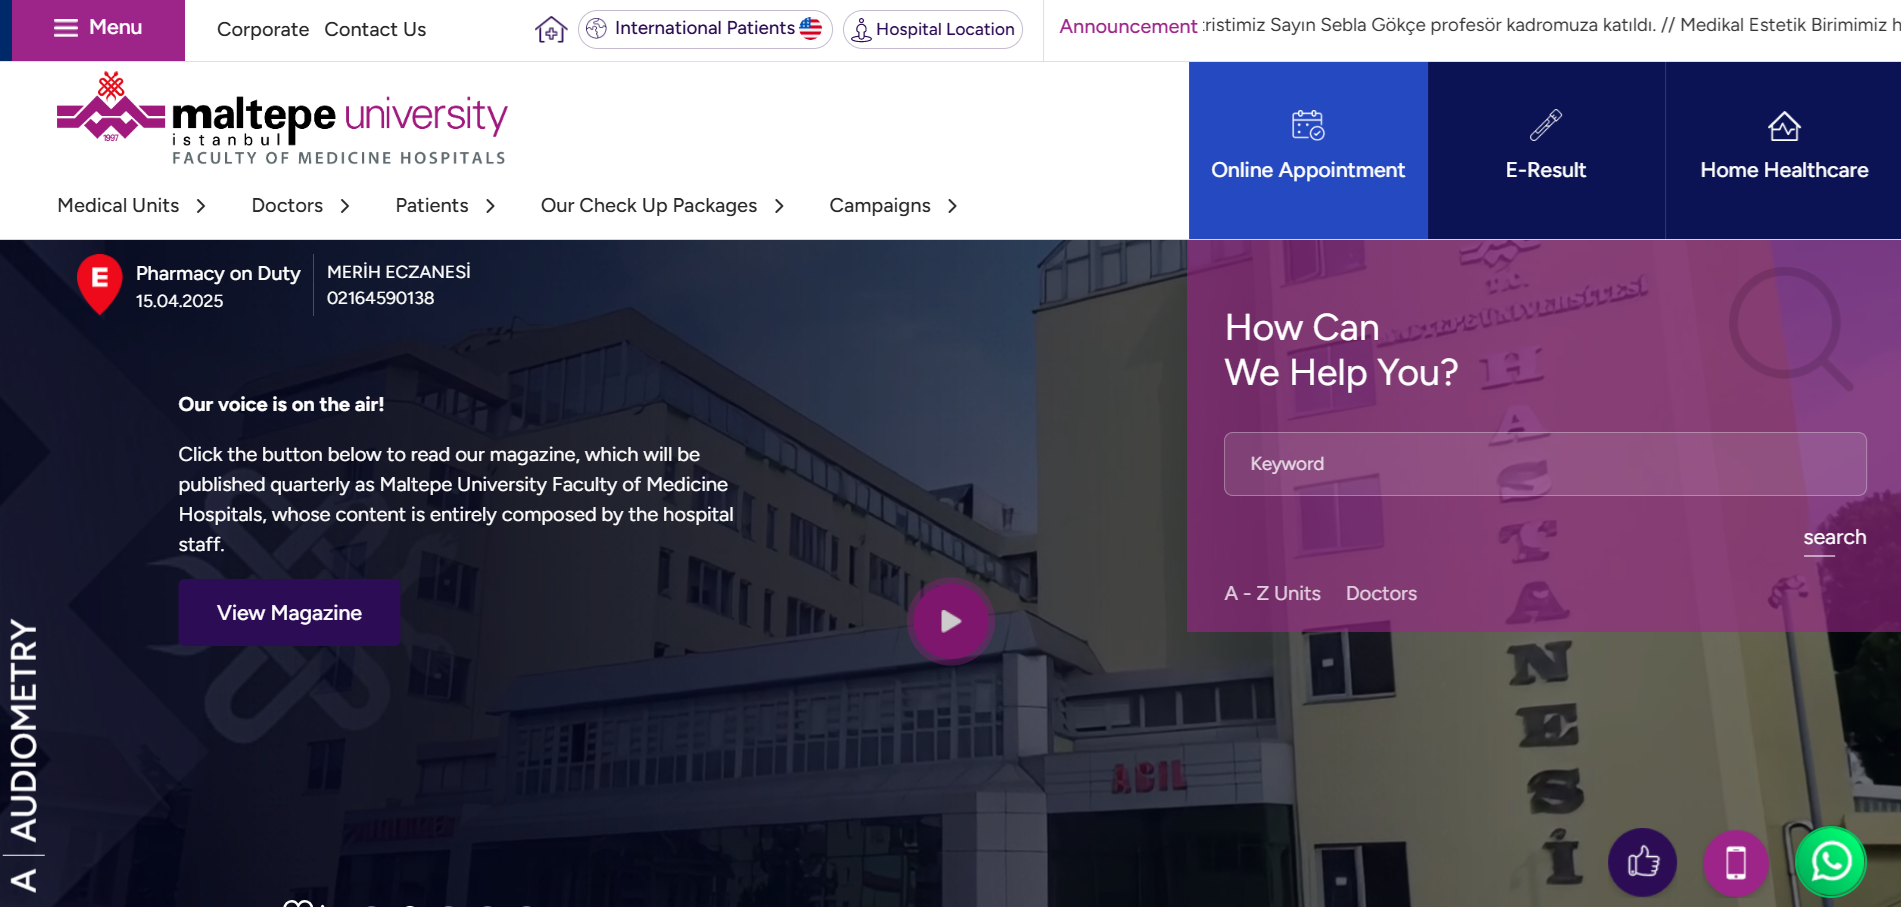 Menu
Corporate
Contact Us
International Patients
Hospital Location
Announcement
ristimiz Sayın Sebla Gökçe profesör kadromuza katıldı. // Medikal Estetik Birimimiz h
1997
maltepe university
istanbul
FACULTY OF MEDICINE HOSPITALS
Online Appointment
E-Result
Home Healthcare
Medical Units
Doctors
Patients
Our Check Up Packages
Campaigns
E
Pharmacy on Duty
15.04.2025
MERİH ECZANESİ
02164590138
T.C.
MALTEPE ÜNİVERSİTESİ
HASTANESİ
How Can
We Help You?
Keyword
search
A - Z Units
Doctors
Our voice is on the air!
Click the button below to read our magazine, which will be
published quarterly as Maltepe University Faculty of Medicine
Hospitals, whose content is entirely composed by the hospital
staff.
View Magazine
ACİL
A | AUDIOMETRY